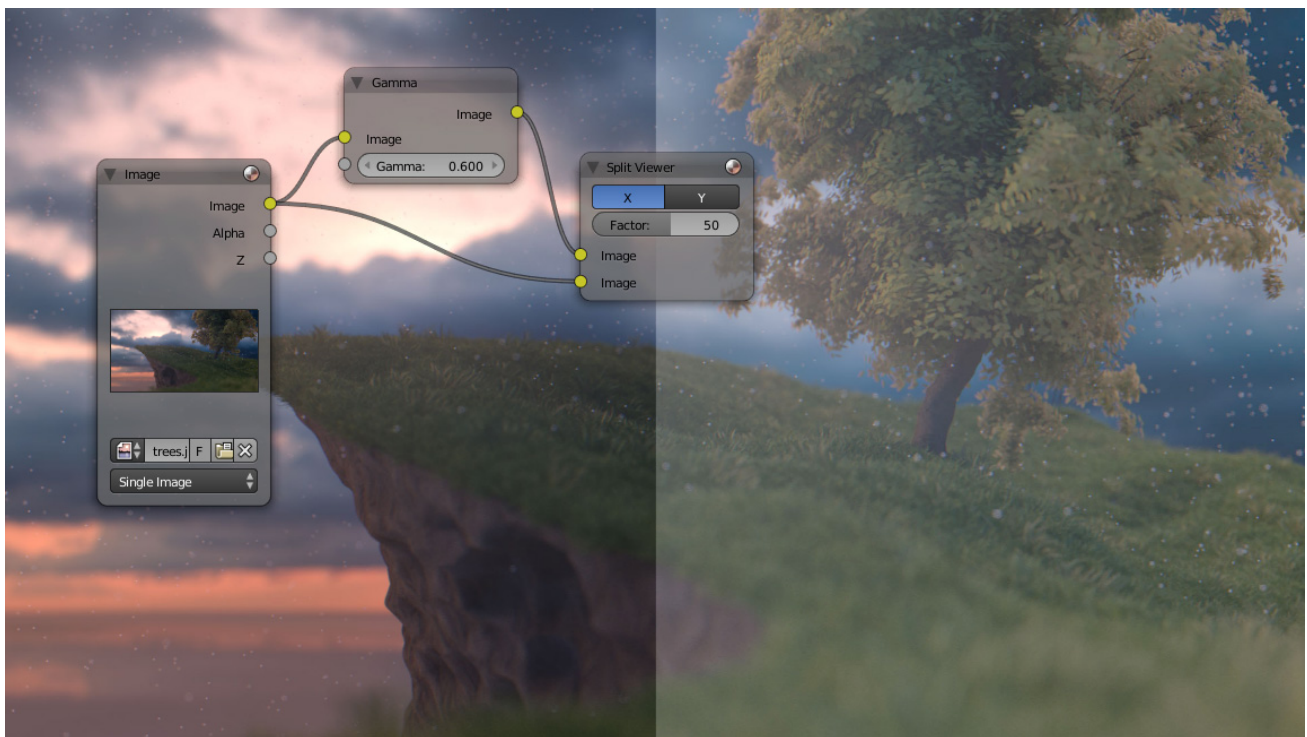 Gamma
Image
Image
Gamma: 0.600
Image
Image
Alpha
Z
trees.j F
Single Image
Split Viewer
X Y
Factor: 50
Image
Image